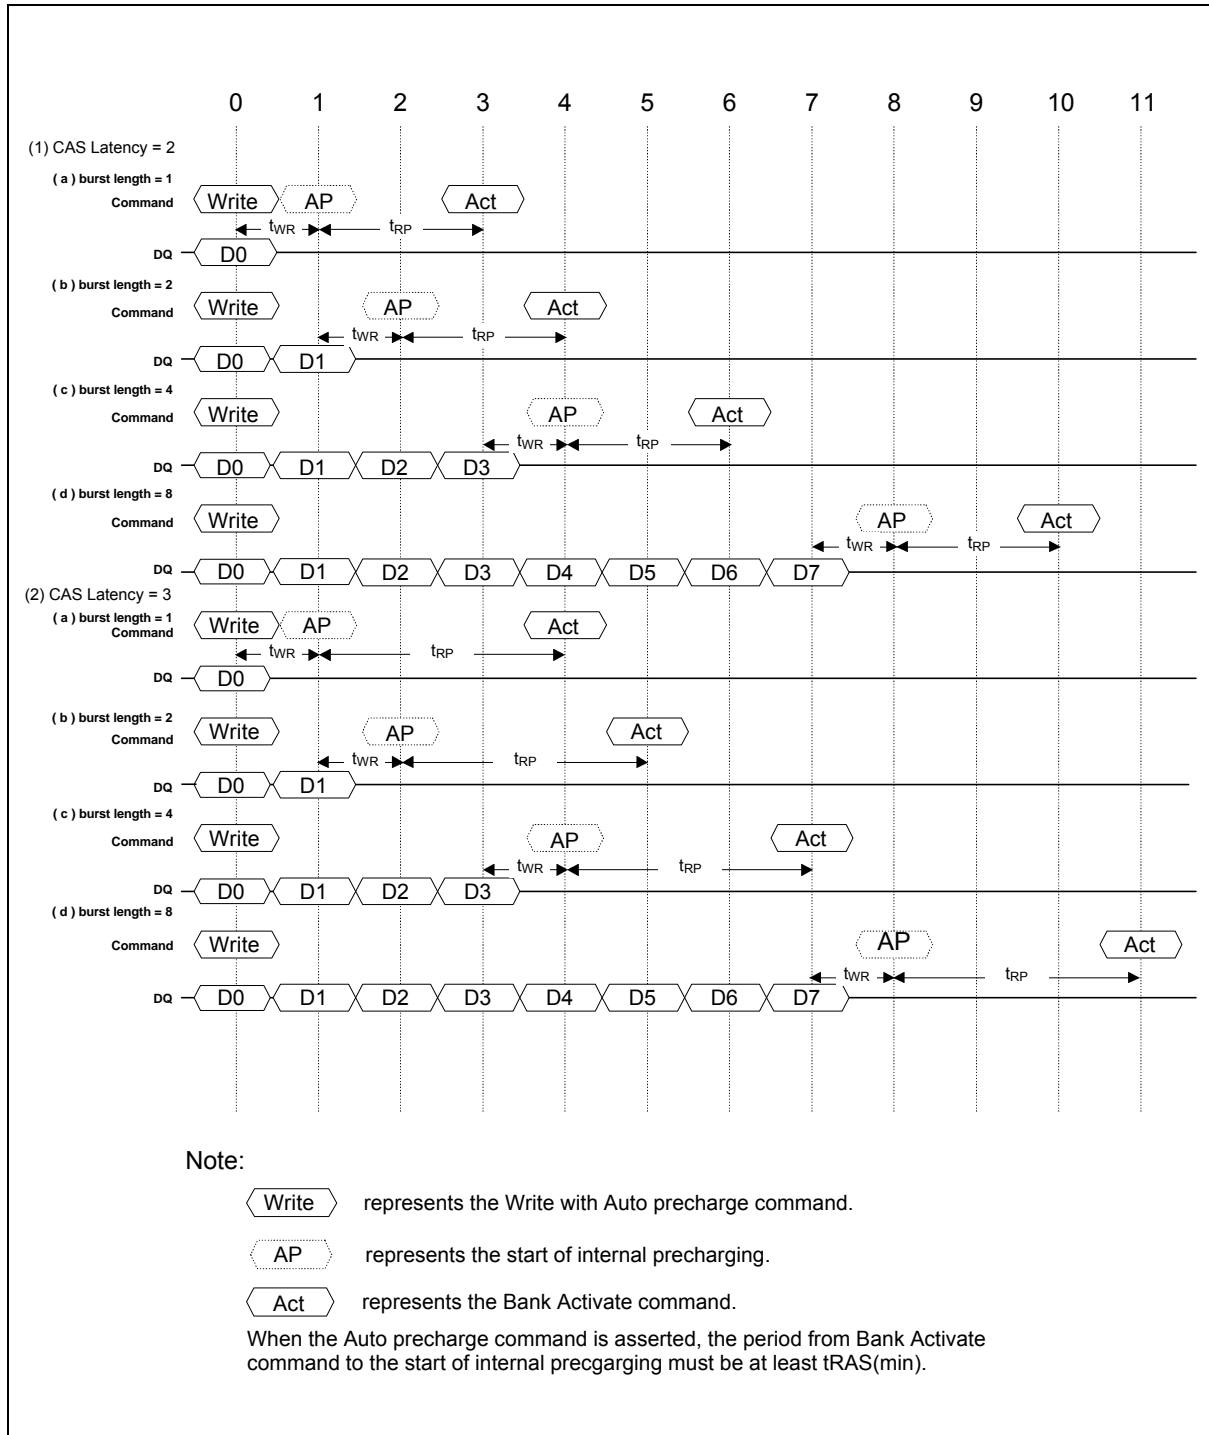 0 1 2 3 4 5 6 7 8 9 10 11
(1) CAS Latency = 2
( a ) burst length = 1
Command Write AP Act
tWR tRP
DQ D0
( b ) burst length = 2
Command Write AP Act
tWR tRP
DQ D0 D1
( c ) burst length = 4
Command Write AP Act
tWR tRP
DQ D0 D1 D2 D3
( d ) burst length = 8
Command Write AP Act
tWR tRP
DQ D0 D1 D2 D3 D4 D5 D6 D7
(2) CAS Latency = 3
( a ) burst length = 1
Command Write AP Act
tWR tRP
DQ D0
( b ) burst length = 2
Command Write AP Act
tWR tRP
DQ D0 D1
( c ) burst length = 4
Command Write AP Act
tWR tRP
DQ D0 D1 D2 D3
( d ) burst length = 8
Command Write AP Act
tWR tRP
DQ D0 D1 D2 D3 D4 D5 D6 D7
Note:
Write represents the Write with Auto precharge command.
AP represents the start of internal precharging.
Act represents the Bank Activate command.
When the Auto precharge command is asserted, the period from Bank Activate
command to the start of internal precgarging must be at least tRAS(min).